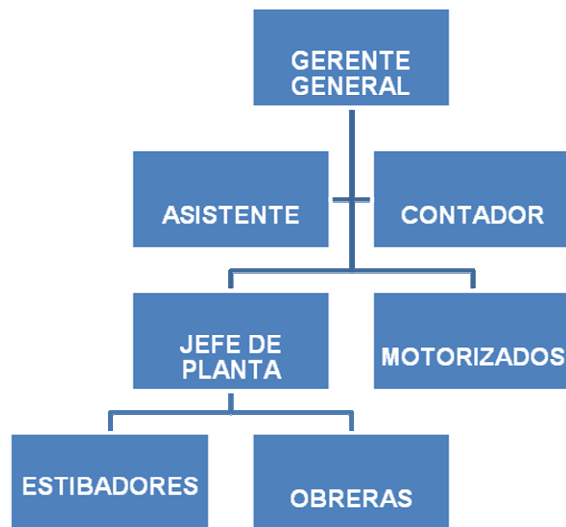 GERENTE
GENERAL
ASISTENTE
CONTADOR
JEFE DE
PLANTA
MOTORIZADOS
ESTIBADORES
OBRERAS